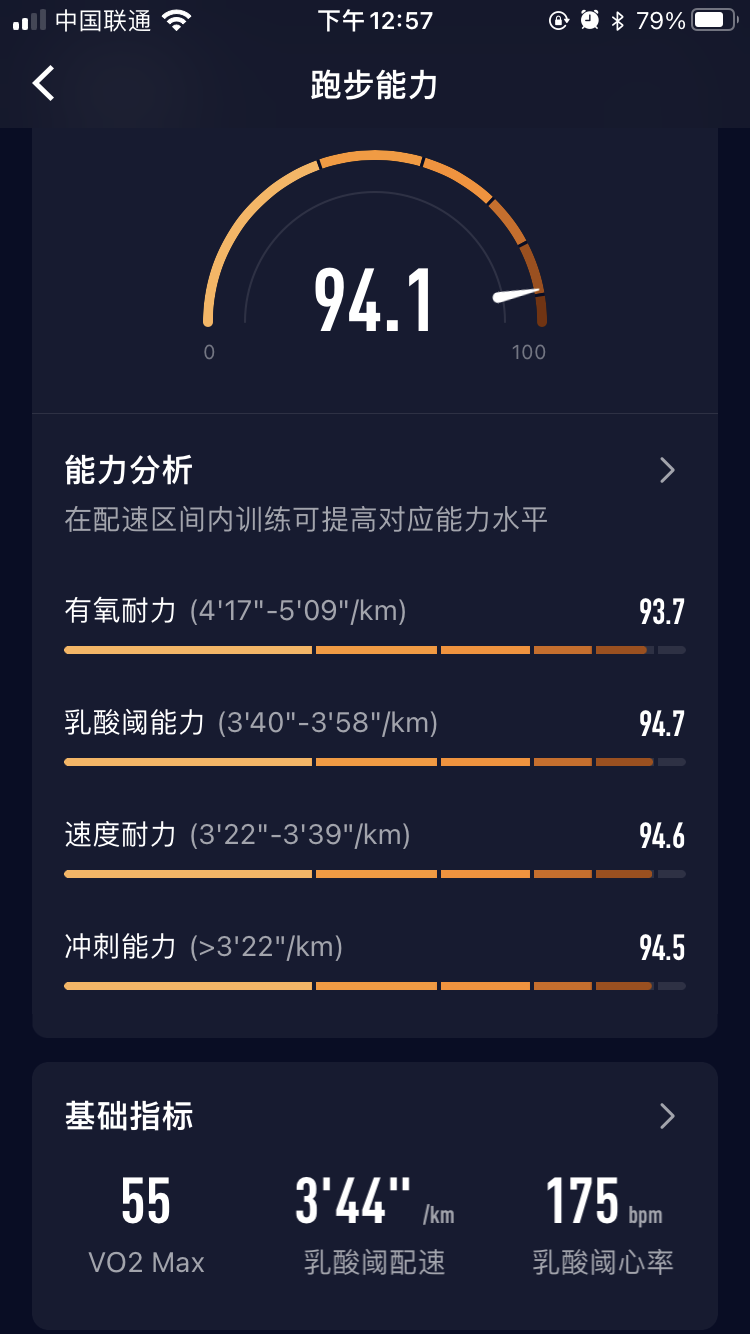 中国联通 下午12:57 79%
跑步能力
94.1
0 100
能力分析
在配速区间内训练可提高对应能力水平
有氧耐力 (4'17"-5'09"/km) 93.7
乳酸阈能力 (3'40"-3'58"/km) 94.7
速度耐力 (3'22"-3'39"/km) 94.6
冲刺能力 (>3'22"/km) 94.5
基础指标
55 3'44" /km 175 bpm
VO2 Max 乳酸阈配速 乳酸阈心率